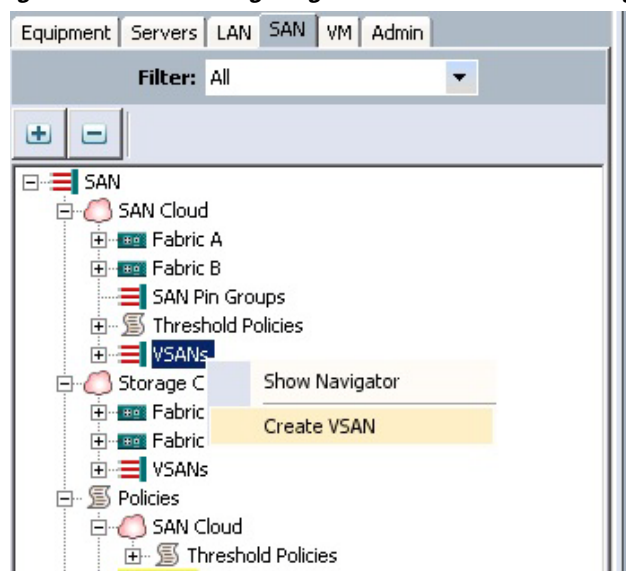 Equipment Servers LAN SAN VM Admin
Filter: All
SAN
SAN Cloud
Fabric A
Fabric B
SAN Pin Groups
Threshold Policies
VSANs
Show Navigator
Storage C
Fabric
Create VSAN
Fabric
VSANs
Policies
SAN Cloud
Threshold Policies